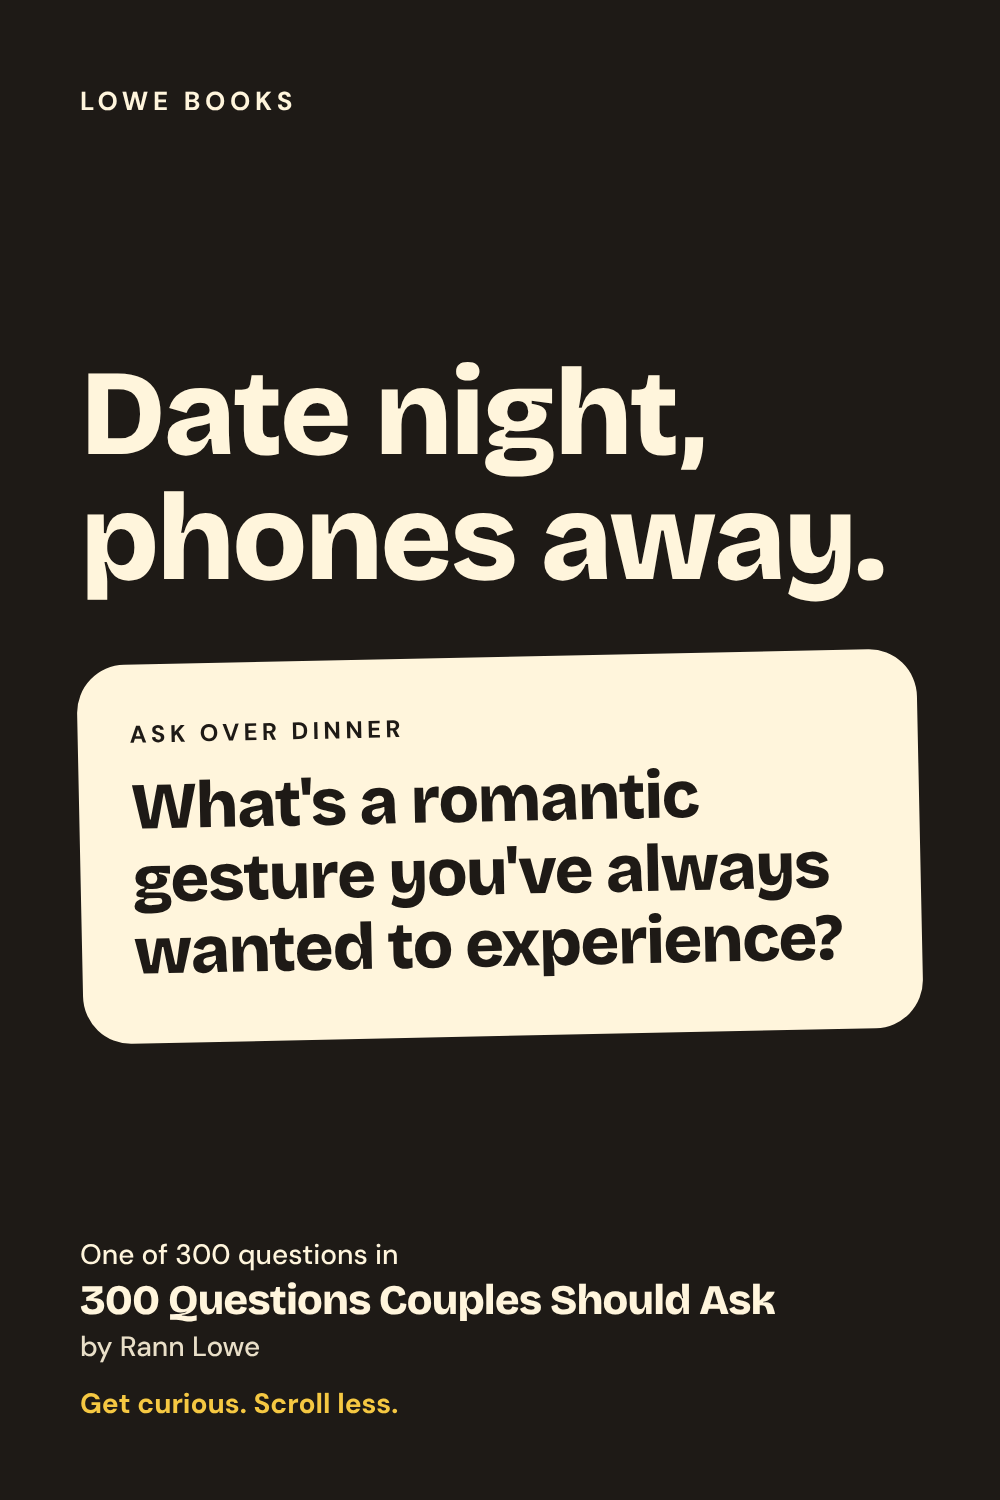 LOWE BOOKS
Date night,
phones away.
ASK OVER DINNER
What's a romantic
gesture you've always
wanted to experience?
One of 300 questions in
300 Questions Couples Should Ask
by Rann Lowe
Get curious. Scroll less.